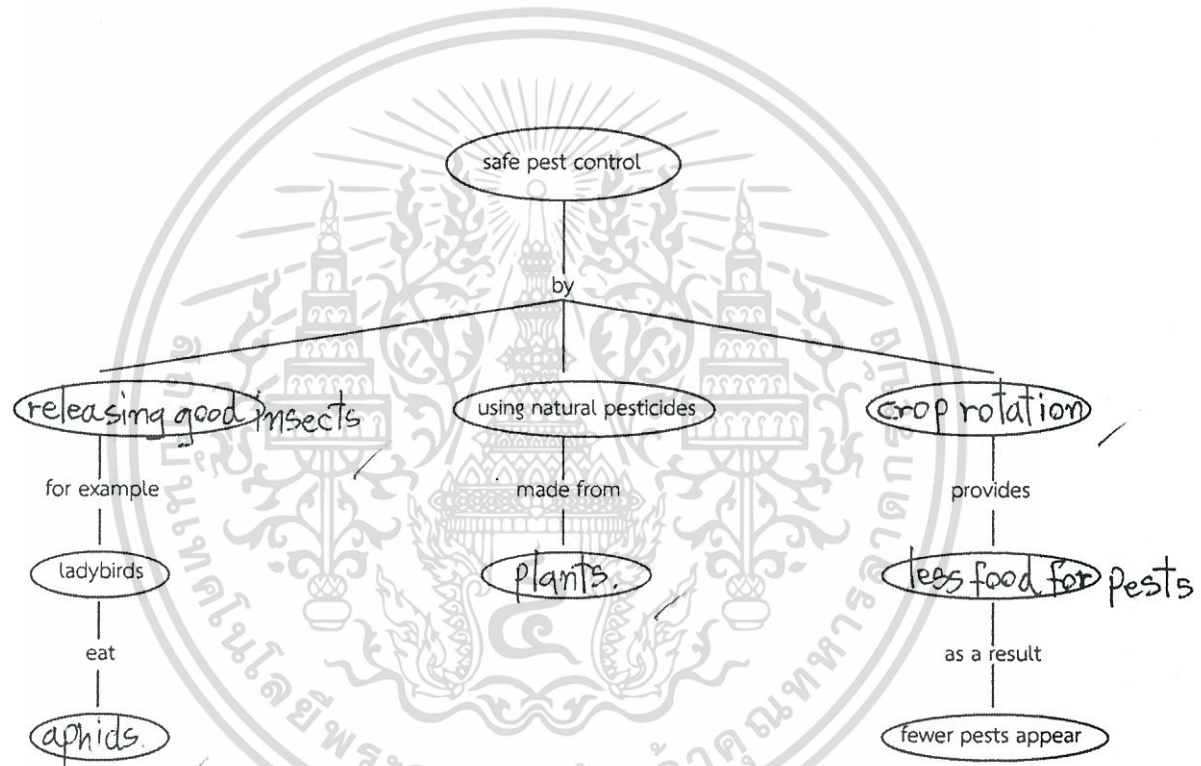 safe pest control
by
releasing good insects
using natural pesticides
crop rotation
for example
made from
provides
ladybirds
plants.
less food for pests
eat
as a result
aphids.
fewer pests appear